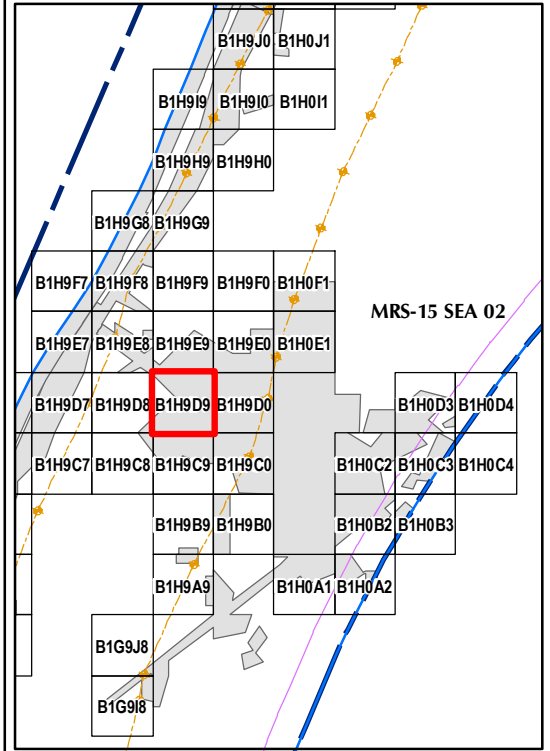 B1H9J0 B1H0J1
B1H9I9 B1H9I0 B1H0I1
B1H9H9 B1H9H0
B1H9G8 B1H9G9
B1H9F7 B1H9F8 B1H9F9 B1H9F0 B1H0F1
MRS-15 SEA 02
B1H9E7 B1H9E8 B1H9E9 B1H9E0 B1H0E1
B1H9D7 B1H9D8 B1H9D9 B1H9D0 B1H0D3 B1H0D4
B1H9C7 B1H9C8 B1H9C9 B1H9C0 B1H0C2 B1H0C3 B1H0C4
B1H9B9 B1H9B0 B1H0B2 B1H0B3
B1H9A9 B1H0A1 B1H0A2
B1G9J8
B1G9I8